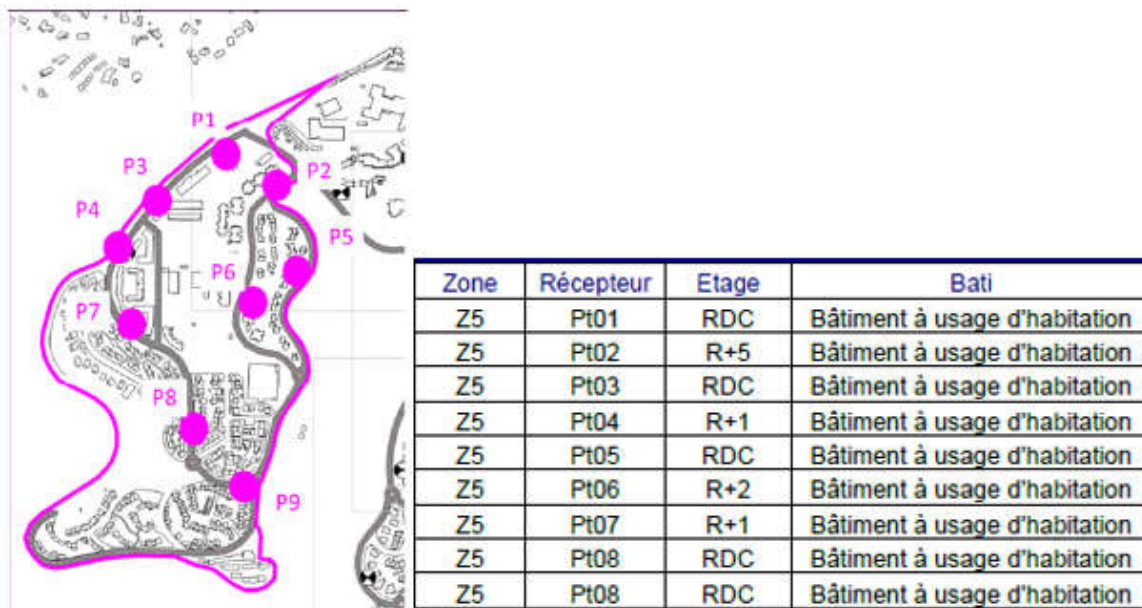 P1
P3
P2
P4
P5
P6
P7
P8
P9
Zone Récepteur Etage Bati
Z5 Pt01 RDC Bâtiment à usage d'habitation
Z5 Pt02 R+5 Bâtiment à usage d'habitation
Z5 Pt03 RDC Bâtiment à usage d'habitation
Z5 Pt04 R+1 Bâtiment à usage d'habitation
Z5 Pt05 RDC Bâtiment à usage d'habitation
Z5 Pt06 R+2 Bâtiment à usage d'habitation
Z5 Pt07 R+1 Bâtiment à usage d'habitation
Z5 Pt08 RDC Bâtiment à usage d'habitation
Z5 Pt08 RDC Bâtiment à usage d'habitation